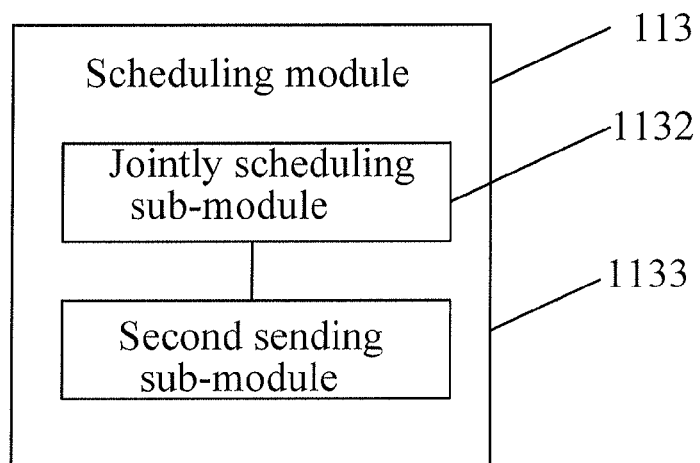 113
Scheduling module
1132
Jointly scheduling
sub-module
1133
Second sending
sub-module